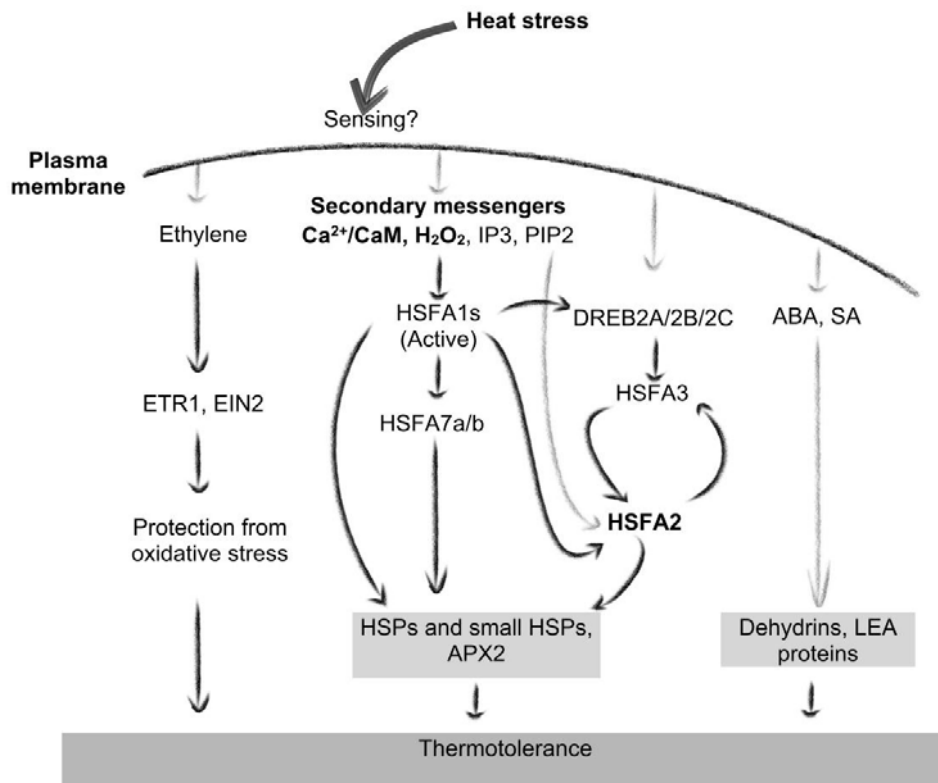 Heat stress
Sensing?
Plasma
membrane
Secondary messengers
Ca²⁺/CaM, H₂O₂, IP3, PIP2
Ethylene
HSFA1s
(Active)
DREB2A/2B/2C
ABA, SA
ETR1, EIN2
HSFA7a/b
HSFA3
Protection from
oxidative stress
HSFA2
HSPs and small HSPs,
APX2
Dehydrins, LEA
proteins
Thermotolerance